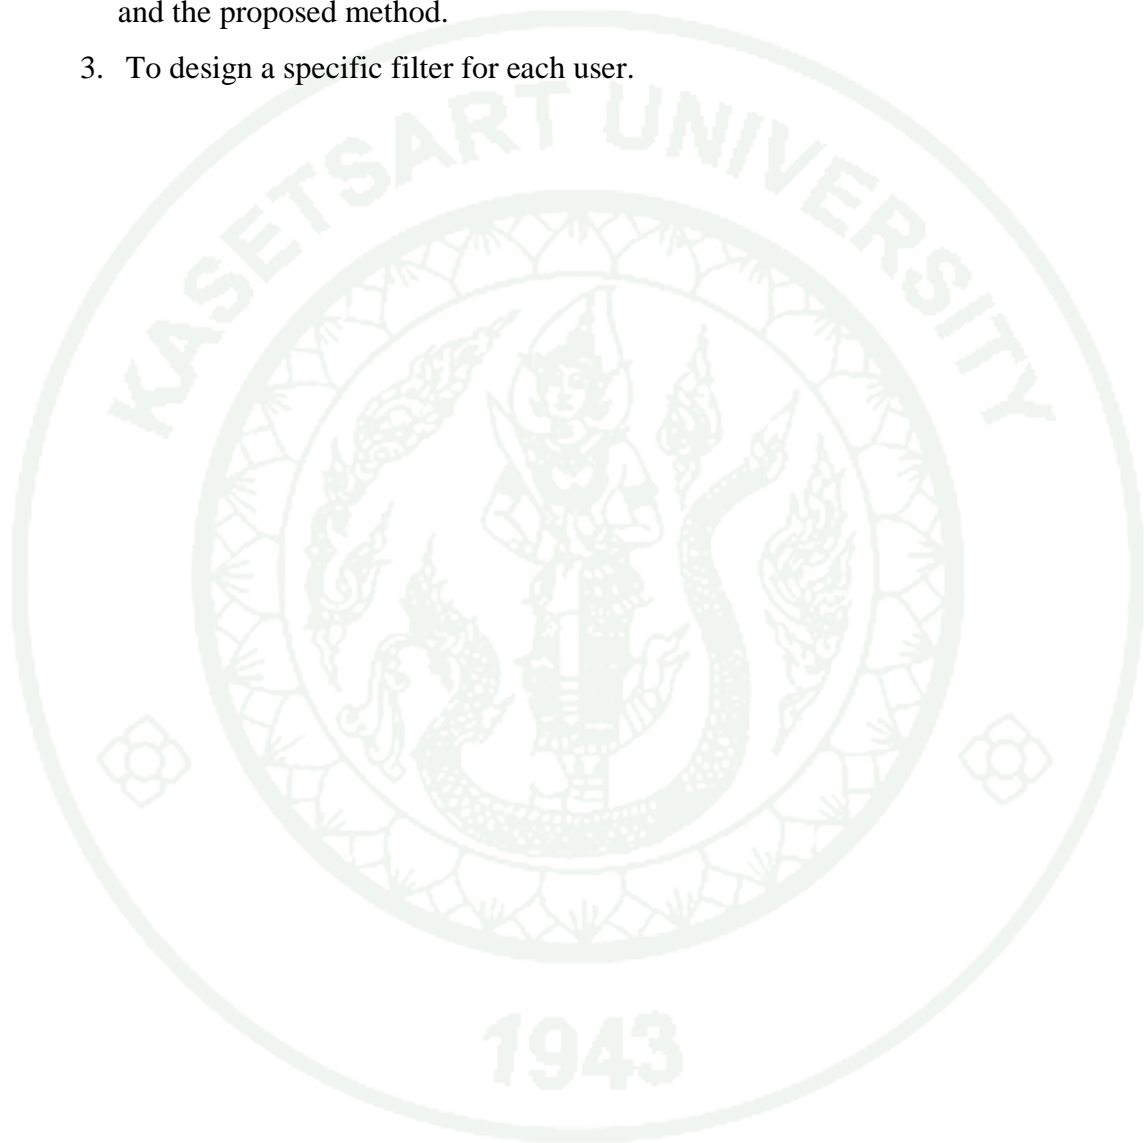 and the proposed method.
3. To design a specific filter for each user.
KASETSART UNIVERSITY
1943